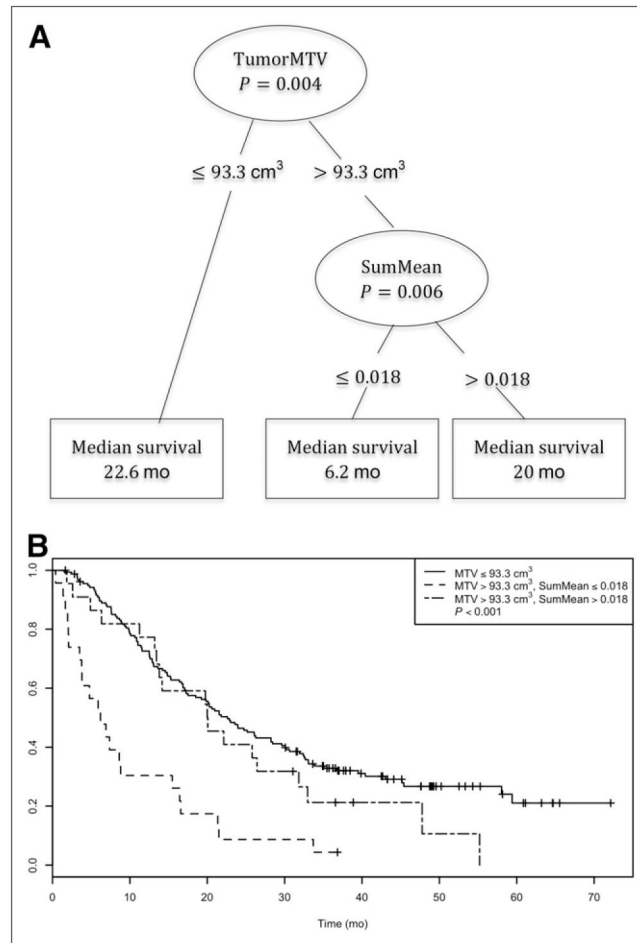 A
TumorMTV
P = 0.004
≤ 93.3 cm³
> 93.3 cm³
SumMean
P = 0.006
≤ 0.018
> 0.018
Median survival
22.6 mo
Median survival
6.2 mo
Median survival
20 mo
B
MTV ≤ 93.3 cm³
MTV > 93.3 cm³, SumMean ≤ 0.018
MTV > 93.3 cm³, SumMean > 0.018
P < 0.001
1.0
0.8
0.6
0.4
0.2
0.0
0 10 20 30 40 50 60 70
Time (mo)